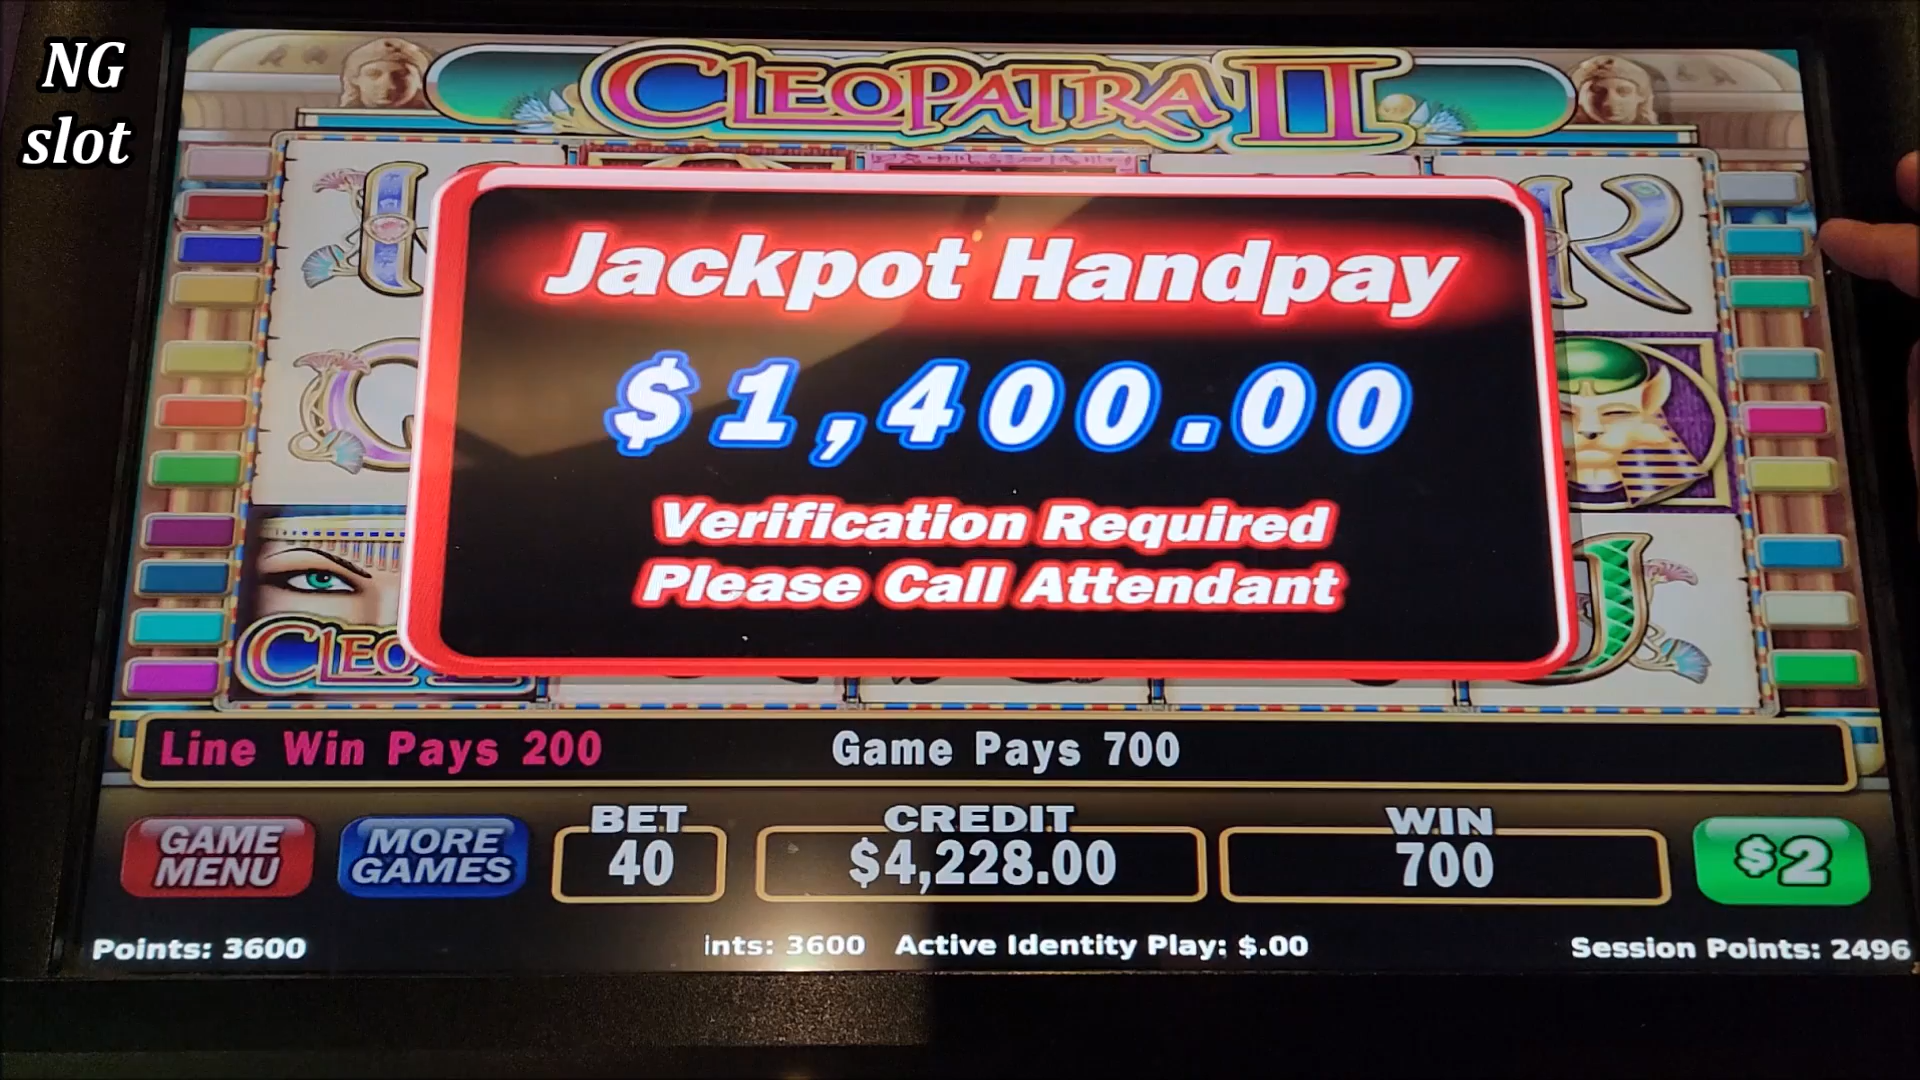 NG
slot
CLEOPATRA II
Jackpot Handpay
$1,400.00
Verification Required
Please Call Attendant
CLEO
Line Win Pays 200
Game Pays 700
GAME
MENU
MORE
GAMES
BET
40
CREDIT
$4,228.00
WIN
700
$2
Points: 3600
ints: 3600 Active Identity Play: $.00
Session Points: 2496